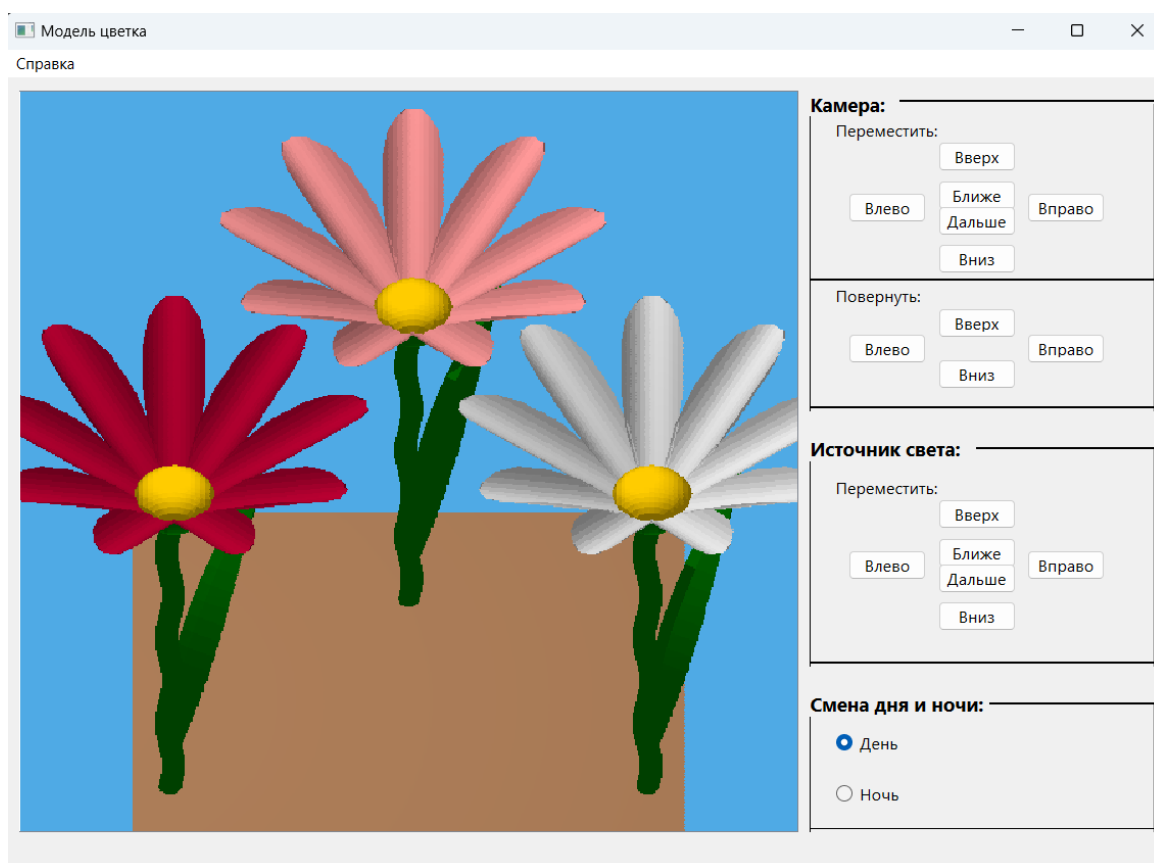 Модель цветка
Справка
Камера:
Переместить:
Вверх
Ближе
Влево
Вправо
Дальше
Вниз
Повернуть:
Вверх
Влево
Вправо
Вниз
Источник света:
Переместить:
Вверх
Ближе
Влево
Вправо
Дальше
Вниз
Смена дня и ночи:
День
Ночь